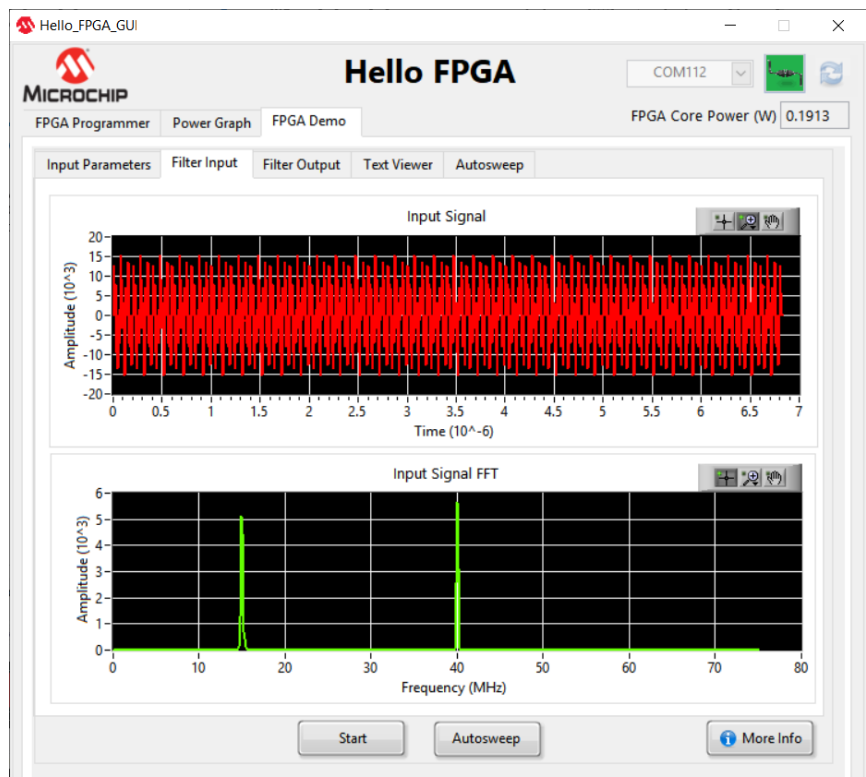 Hello_FPGA_GUI
MICROCHIP
Hello FPGA
COM112
FPGA Core Power (W) 0.1913
FPGA Programmer Power Graph FPGA Demo
Input Parameters Filter Input Filter Output Text Viewer Autosweep
Input Signal
Amplitude (10^3)
20
15
10
5
0
-5
-10
-15
-20
0 0.5 1 1.5 2 2.5 3 3.5 4 4.5 5 5.5 6 6.5 7
Time (10^-6)
Input Signal FFT
Amplitude (10^3)
6
5
4
3
2
1
0
0 10 20 30 40 50 60 70 80
Frequency (MHz)
Start Autosweep More Info